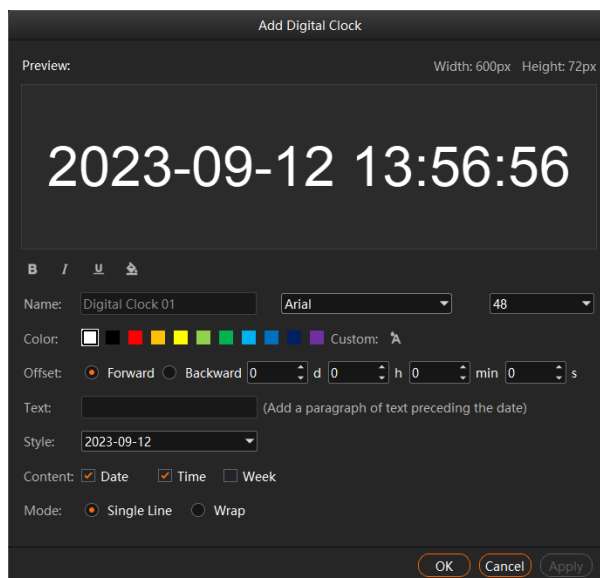 Add Digital Clock
Preview: Width: 600px Height: 72px
2023-09-12 13:56:56
B I U
Name: Digital Clock 01 Arial 48
Color: Custom: A
Offset: Forward Backward 0 d 0 h 0 min 0 s
Text: (Add a paragraph of text preceding the date)
Style: 2023-09-12
Content: Date Time Week
Mode: Single Line Wrap
OK Cancel Apply